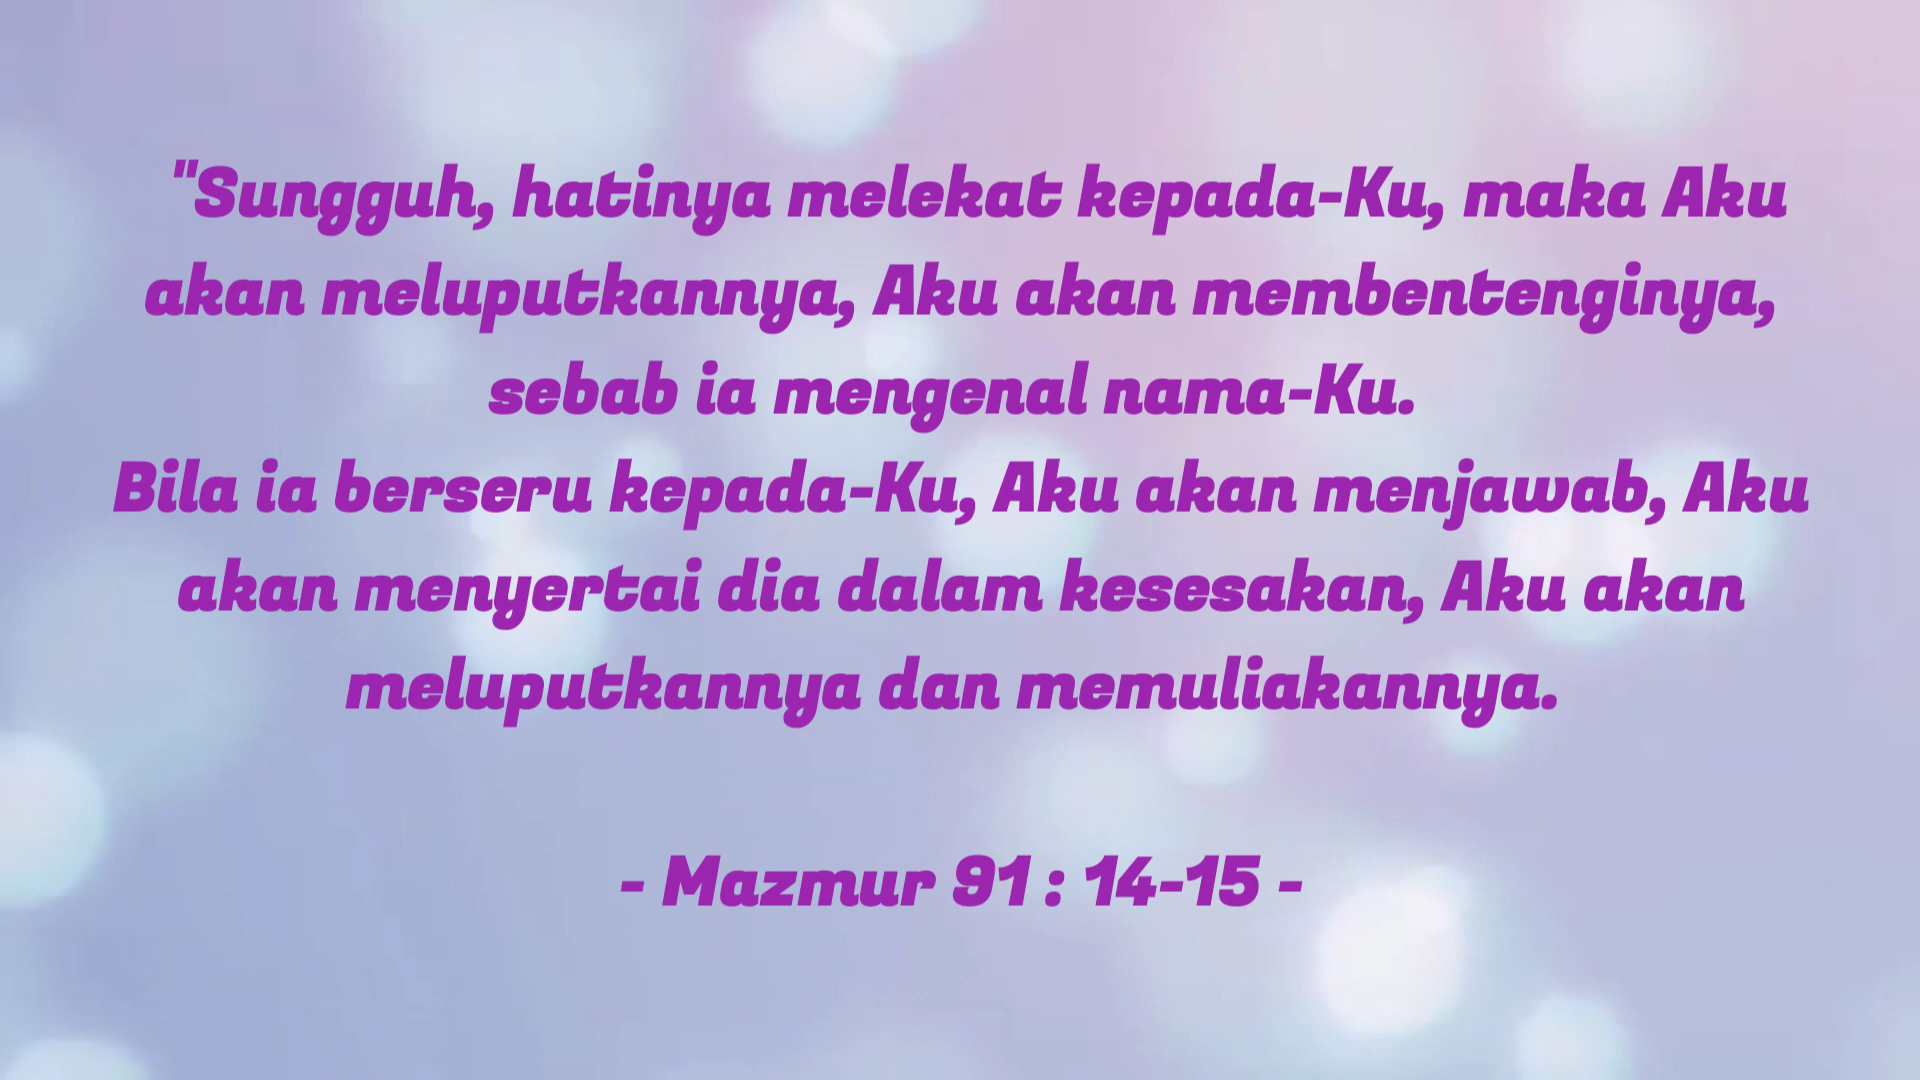 "Sungguh, hatinya melekat kepada-Ku, maka Aku
akan meluputkannya, Aku akan membentenginya,
sebab ia mengenal nama-Ku.
Bila ia berseru kepada-Ku, Aku akan menjawab, Aku
akan menyertai dia dalam kesesakan, Aku akan
meluputkannya dan memuliakannya.
- Mazmur 91 : 14-15 -